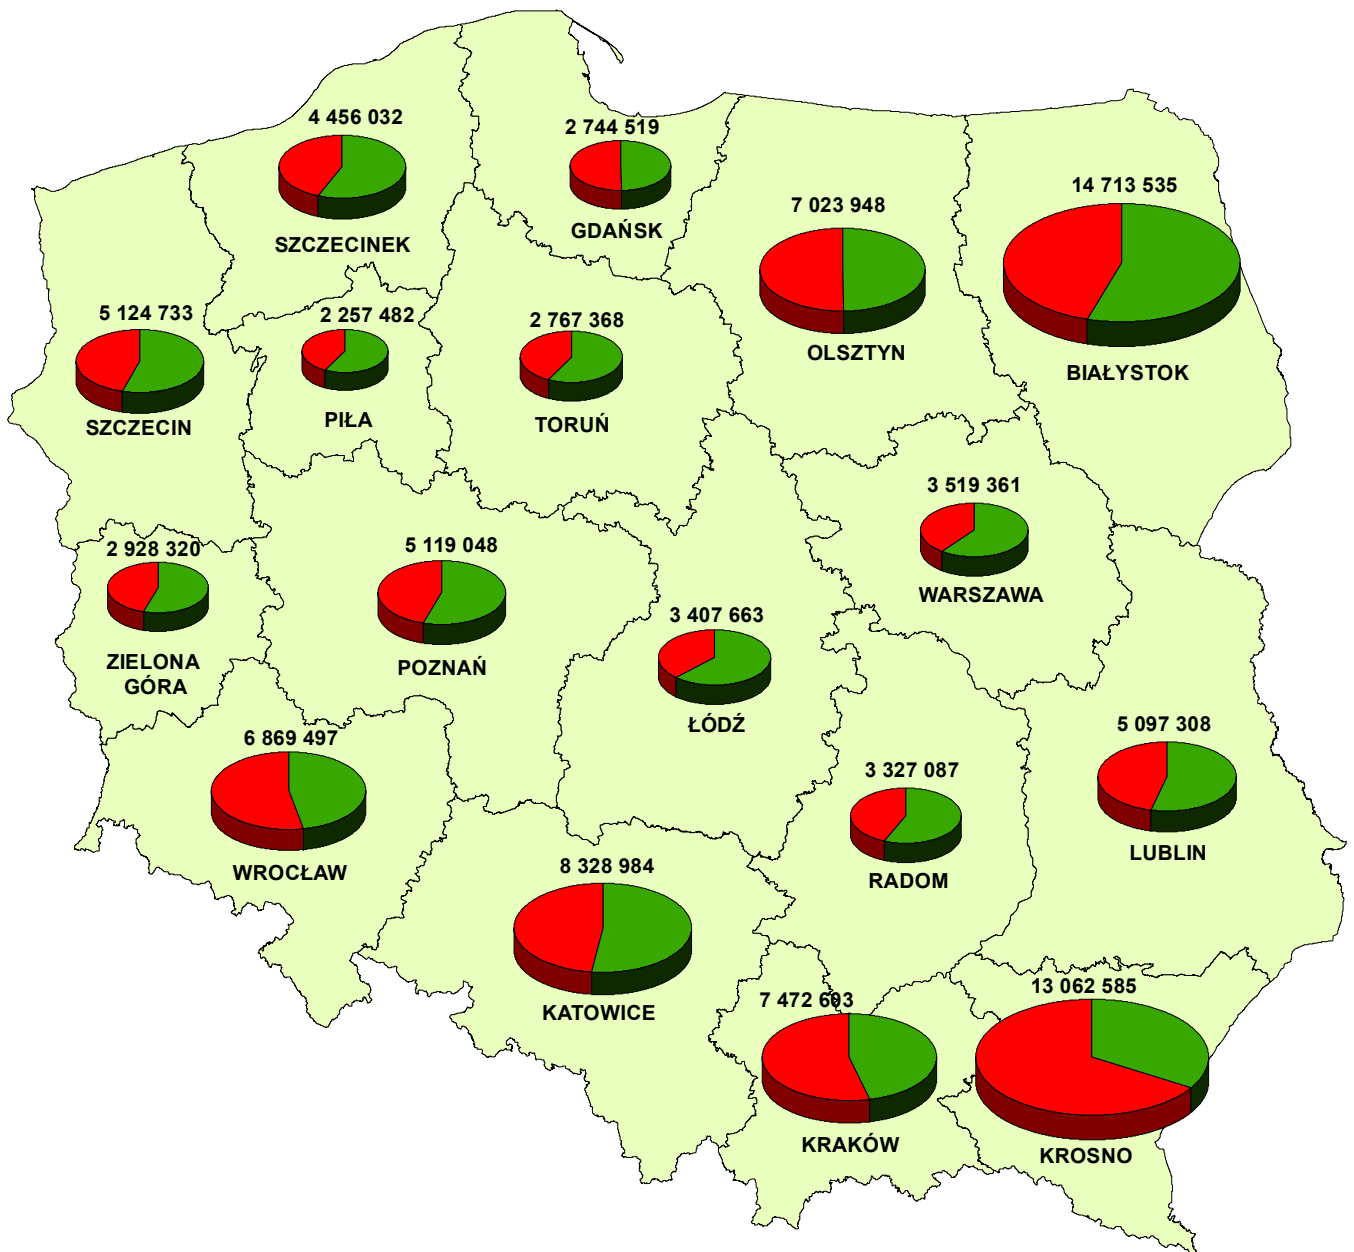 4 456 032
SZCZECINEK
2 744 519
GDAŃSK
7 023 948
OLSZTYN
14 713 535
BIAŁYSTOK
5 124 733
SZCZECIN
2 257 482
PIŁA
2 767 368
TORUŃ
3 519 361
WARSZAWA
2 928 320
ZIELONA
GÓRA
5 119 048
POZNAŃ
3 407 663
ŁÓDŹ
6 869 497
WROCŁAW
3 327 087
RADOM
5 097 308
LUBLIN
8 328 984
KATOWICE
7 472 693
KRAKÓW
13 062 585
KROSNO